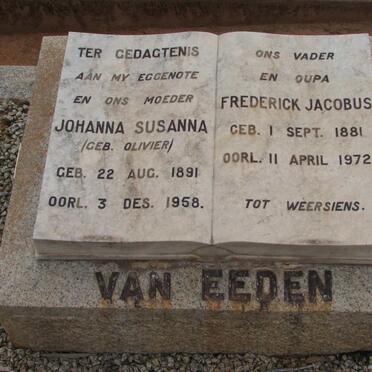 TER GEDAGTENIS
AAN MY EGGENOTE
EN ONS MOEDER
JOHANNA SUSANNA
(GEB. OLIVIER)
GEB. 22 AUG. 1891
OORL. 3 DES. 1958.
ONS VADER
EN OUPA
FREDERICK JACOBUS
GEB. 1 SEPT. 1881
OORL. 11 APRIL 1972
TOT WEERSIENS.
VAN EEDEN